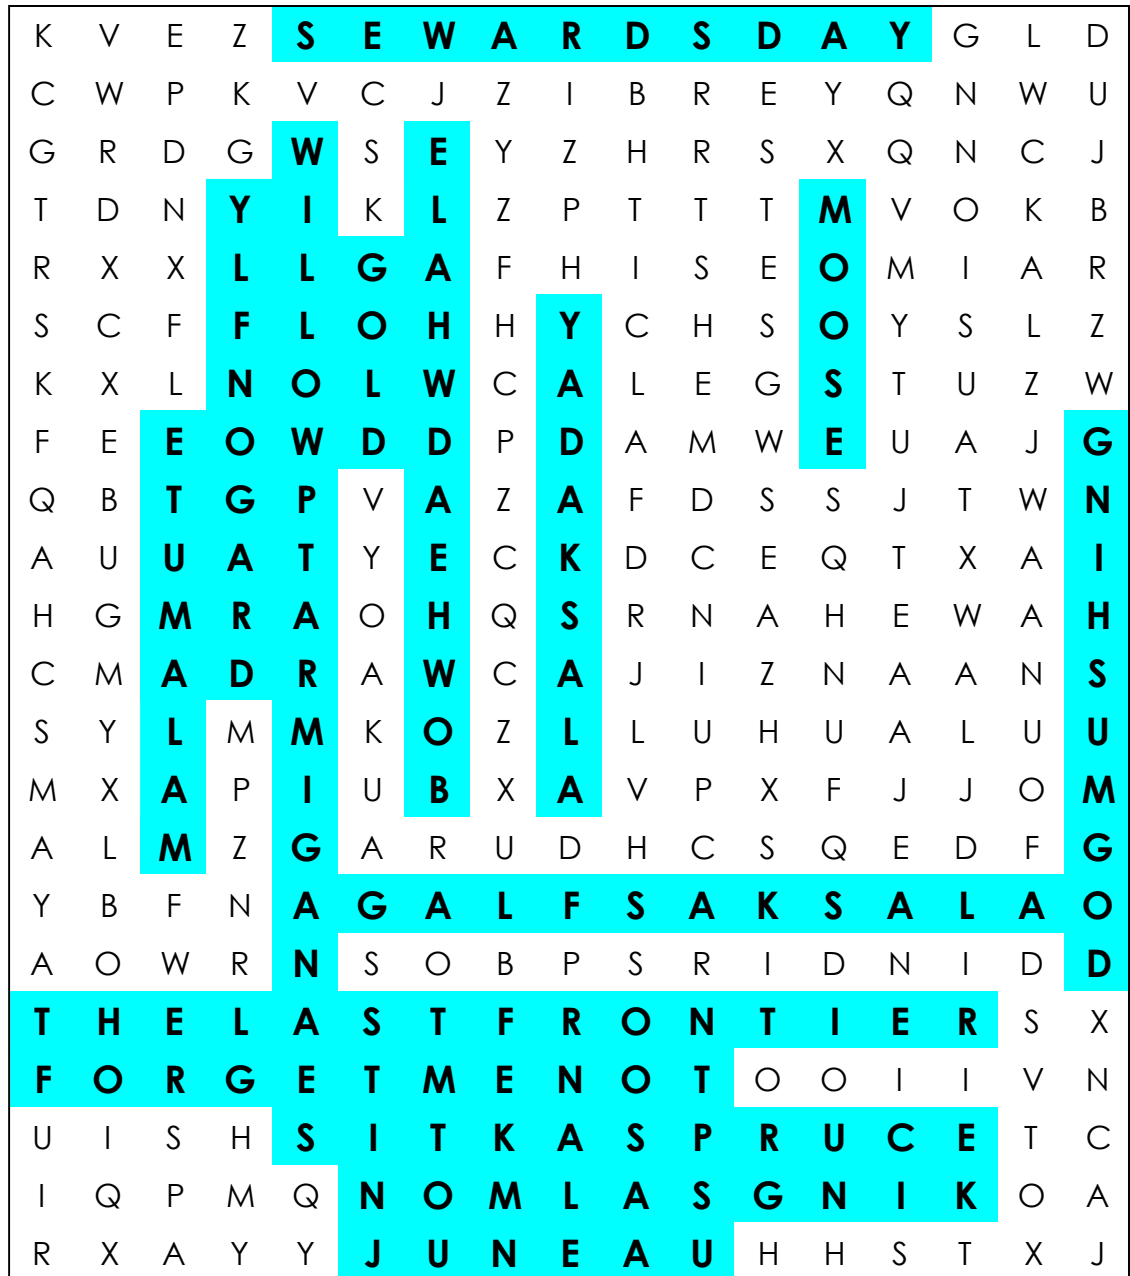 K V E Z S E W A R D S D A Y G L D
C W P K V C J Z I B R E Y Q N W U
G R D G W S E Y Z H R S X Q N C J
T D N Y I K L Z P T T T M V O K B
R X X L L G A F H I S E O M I A R
S C F F L O H H Y C H S O Y S L Z
K X L N O L W C A L E G S T U Z W
F E E O W D D P D A M W E U A J G
Q B T G P V A Z A F D S S J T W N
A U U A T Y E C K D C E Q T X A I
H G M R A O H Q S R N A H E W A H
C M A D R A W C A J I Z N A A N S
S Y L M M K O Z L L U H U A L U U
M X A P I U B X A V P X F J J O M
A L M Z G A R U D H C S Q E D F G
Y B F N A G A L F S A K S A L A O
A O W R N S O B P S R I D N I D D
T H E L A S T F R O N T I E R S X
F O R G E T M E N O T O O I I V N
U I S H S I T K A S P R U C E T C
I Q P M Q N O M L A S G N I K O A
R X A Y Y J U N E A U H H S T X J